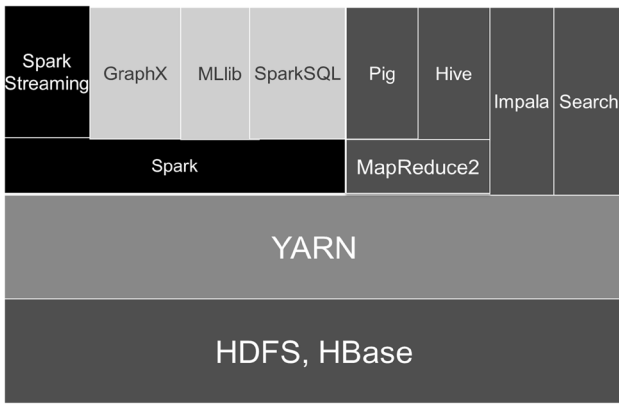 Spark
Streaming
GraphX
MLlib
SparkSQL
Pig
Hive
Impala
Search
Spark
MapReduce2
YARN
HDFS, HBase